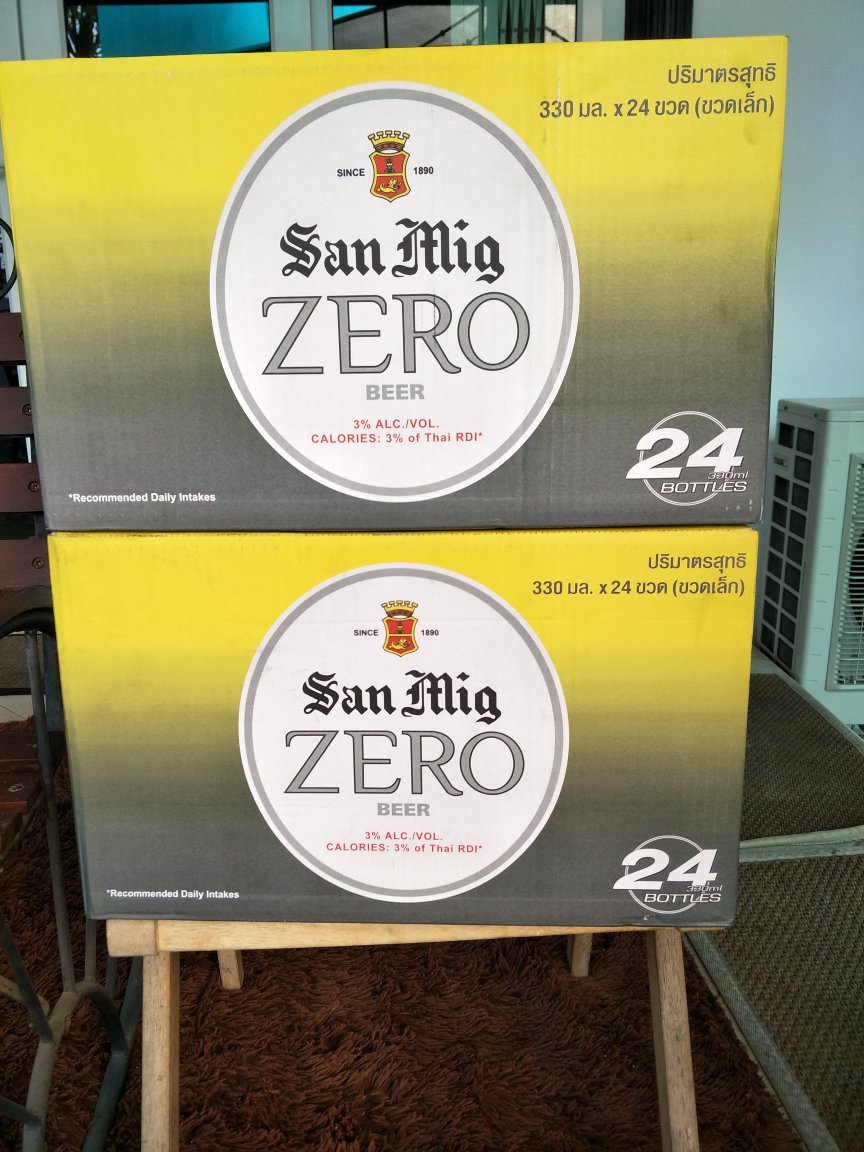 ปริมาตรสุทธิ
330 มล. x 24 ขวด (ขวดเล็ก)
SINCE 1890
San Mig
ZERO
BEER
3% ALC./VOL.
CALORIES: 3% of Thai RDI*
*Recommended Daily Intakes
24
330ml
BOTTLES
ปริมาตรสุทธิ
330 มล. x 24 ขวด (ขวดเล็ก)
SINCE 1890
San Mig
ZERO
BEER
3% ALC./VOL.
CALORIES: 3% of Thai RDI*
*Recommended Daily Intakes
24
330ml
BOTTLES